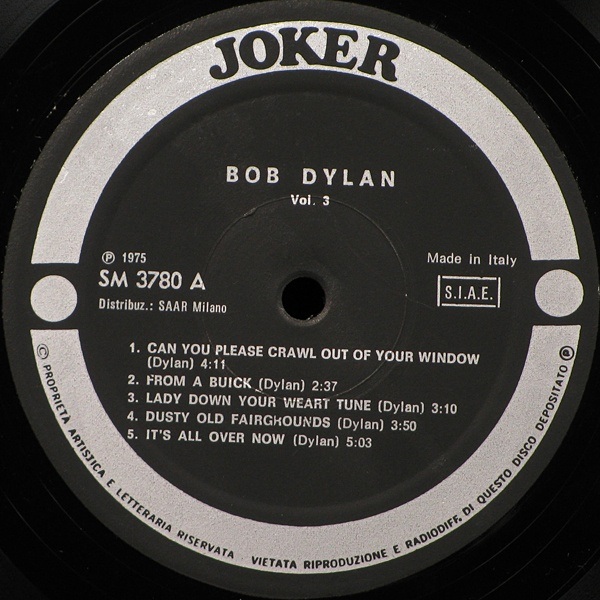 JOKER
BOB DYLAN
Vol. 3
Ⓟ 1975
SM 3780 A
Distribuz.: SAAR Milano
Made in Italy
S.I.A.E.
1. CAN YOU PLEASE CRAWL OUT OF YOUR WINDOW
(Dylan) 4:11
2. FROM A BUICK (Dylan) 2:37
3. LADY DOWN YOUR WEART TUNE (Dylan) 3:10
4. DUSTY OLD FAIRGROUNDS (Dylan) 3:50
5. IT'S ALL OVER NOW (Dylan) 5:03
© PROPRIETÀ ARTISTICA E LETTERARIA RISERVATA VIETATA RIPRODUZIONE E RADIODIFF. DI QUESTO DISCO DEPOSITATO Ⓟ